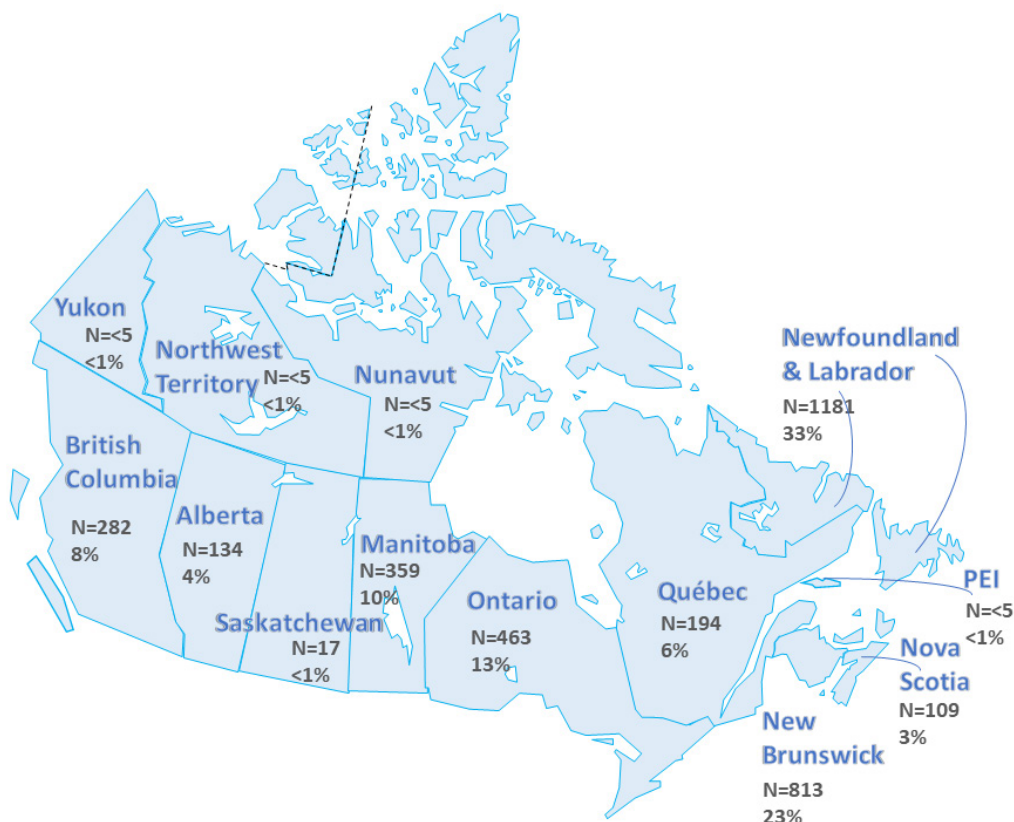 Yukon
N=<5
<1%
Northwest
Territory
N=<5
<1%
Nunavut
N=<5
<1%
Newfoundland
& Labrador
N=1181
33%
British
Columbia
N=282
8%
Alberta
N=134
4%
Saskatchewan
N=17
<1%
Manitoba
N=359
10%
Ontario
N=463
13%
Québec
N=194
6%
PEI
N=<5
<1%
Nova
Scotia
N=109
3%
New
Brunswick
N=813
23%